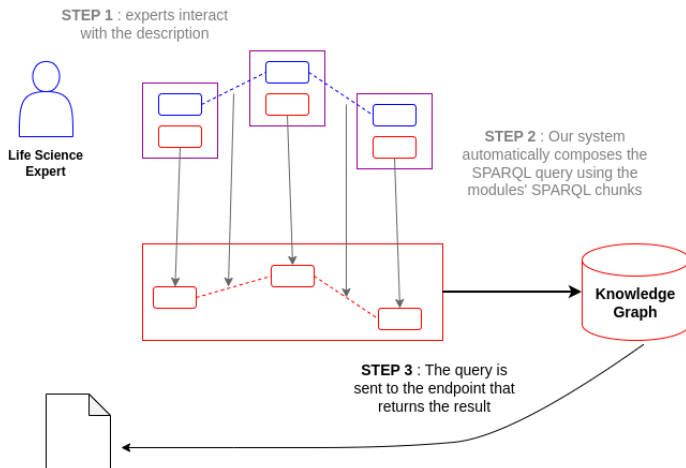 STEP 1 : experts interact
with the description
Life Science
Expert
STEP 2 : Our system
automatically composes the
SPARQL query using the
modules' SPARQL chunks
Knowledge
Graph
STEP 3 : The query is
sent to the endpoint that
returns the result